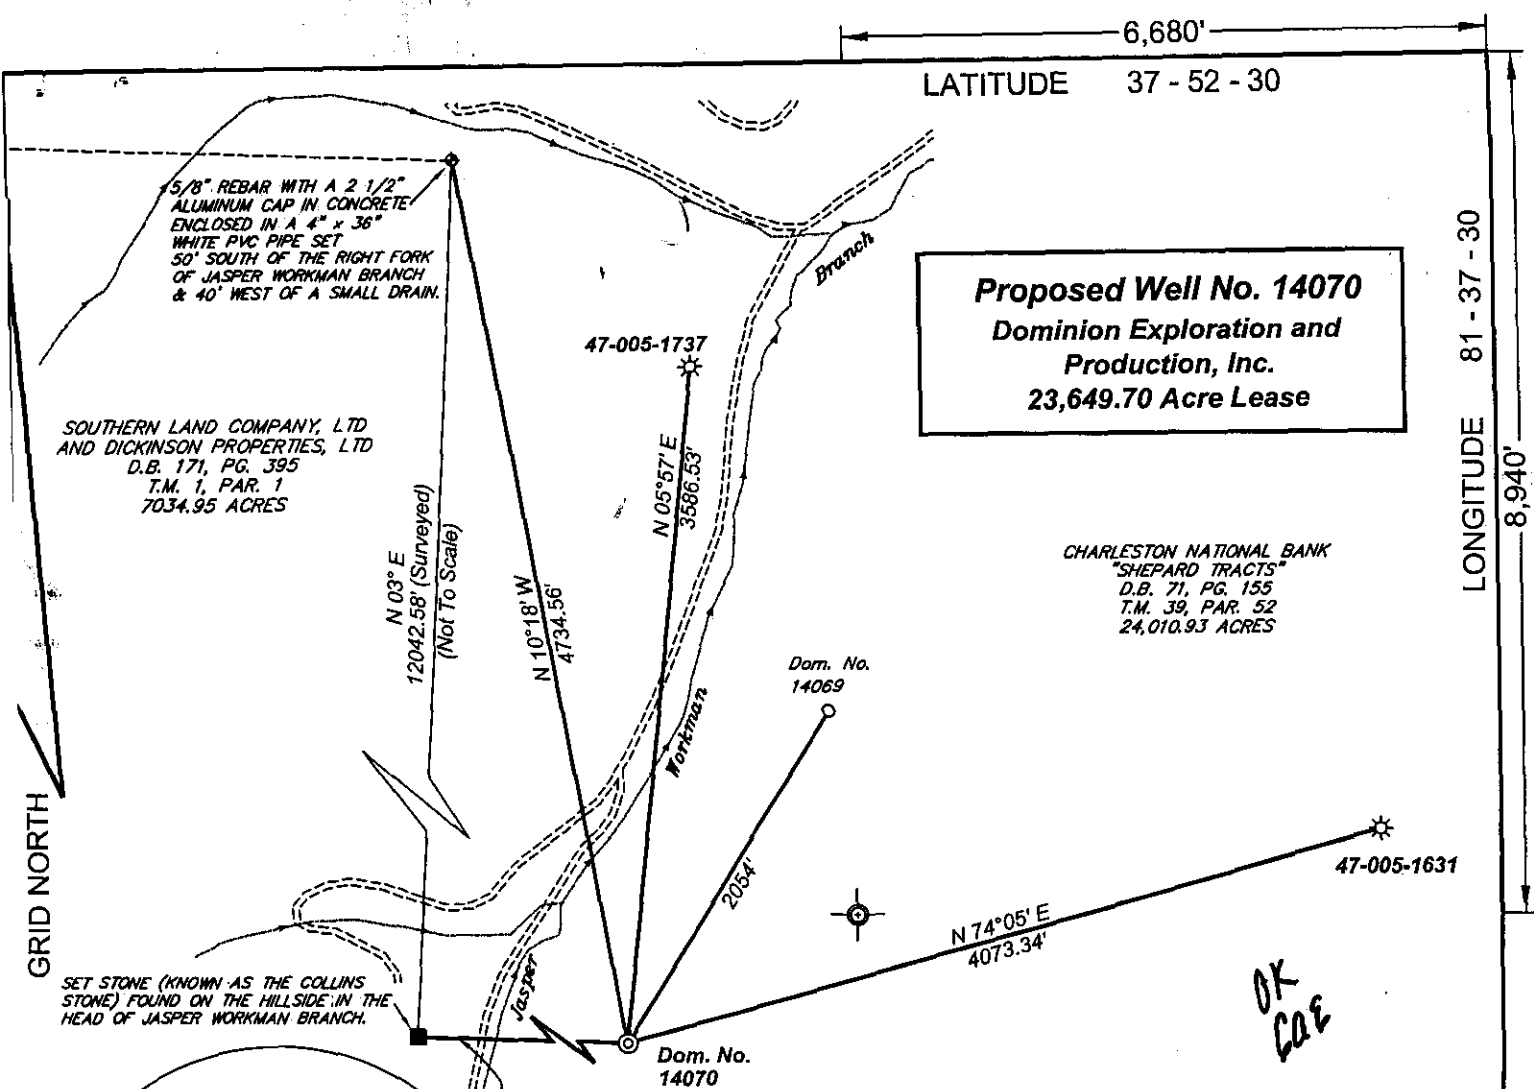 6,680'
LATITUDE 37 - 52 - 30
5/8" REBAR WITH A 2 1/2"
ALUMINUM CAP IN CONCRETE
ENCLOSED IN A 4" x 36"
WHITE PVC PIPE SET
50' SOUTH OF THE RIGHT FORK
OF JASPER WORKMAN BRANCH
& 40' WEST OF A SMALL DRAIN.
Branch
Proposed Well No. 14070
Dominion Exploration and
Production, Inc.
23,649.70 Acre Lease
LONGITUDE 81 - 37 - 30
8,940'
47-005-1737
SOUTHERN LAND COMPANY, LTD
AND DICKINSON PROPERTIES, LTD
D.B. 171, PG. 395
T.M. 1, PAR. 1
7034.95 ACRES
N 05°57' E
3586.53'
N 03° E
12042.58' (Surveyed)
(Not To Scale)
N 10°18' W
4734.56'
CHARLESTON NATIONAL BANK
"SHEPARD TRACTS"
D.B. 71, PG. 155
T.M. 39, PAR. 52
24,010.93 ACRES
Dom. No.
14069
Workman
2054'
47-005-1631
N 74°05' E
4073.34'
GRID NORTH
SET STONE (KNOWN AS THE COLLINS
STONE) FOUND ON THE HILLSIDE IN THE
HEAD OF JASPER WORKMAN BRANCH.
Jasper
Dom. No.
14070
OK